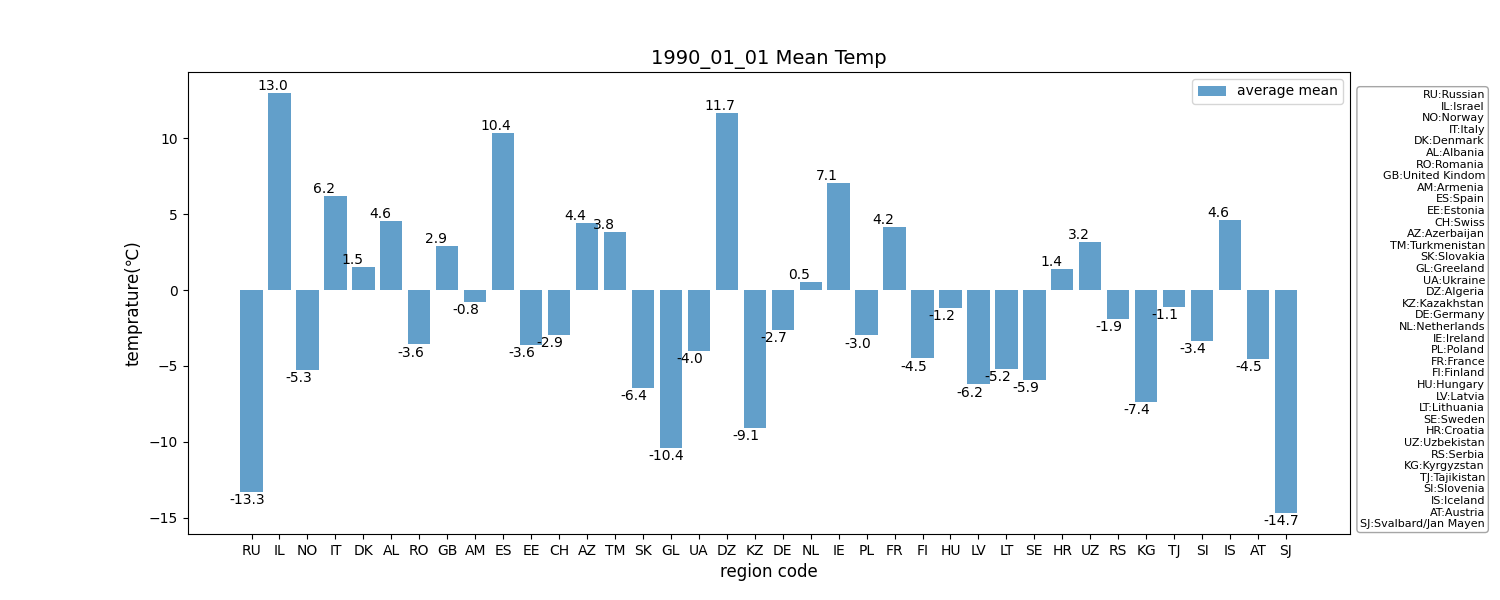 1990_01_01 Mean Temp
average mean
temprature(℃)
10
5
0
−5
−10
−15
13.0
6.2
1.5
4.6
2.9
10.4
4.4
3.8
11.7
0.5
7.1
4.2
1.4
3.2
4.6
-13.3
-5.3
-3.6
-0.8
-3.6
-2.9
-6.4
-10.4
-4.0
-9.1
-2.7
-3.0
-4.5
-1.2
-6.2
-5.2
-5.9
-1.9
-7.4
-1.1
-3.4
-4.5
-14.7
RU IL NO IT DK AL RO GB AM ES EE CH AZ TM SK GL UA DZ KZ DE NL IE PL FR FI HU LV LT SE HR UZ RS KG TJ SI IS AT SJ
region code
RU:Russian
IL:Israel
NO:Norway
IT:Italy
DK:Denmark
AL:Albania
RO:Romania
GB:United Kindom
AM:Armenia
ES:Spain
EE:Estonia
CH:Swiss
AZ:Azerbaijan
TM:Turkmenistan
SK:Slovakia
GL:Greeland
UA:Ukraine
DZ:Algeria
KZ:Kazakhstan
DE:Germany
NL:Netherlands
IE:Ireland
PL:Poland
FR:France
FI:Finland
HU:Hungary
LV:Latvia
LT:Lithuania
SE:Sweden
HR:Croatia
UZ:Uzbekistan
RS:Serbia
KG:Kyrgyzstan
TJ:Tajikistan
SI:Slovenia
IS:Iceland
AT:Austria
SJ:Svalbard/Jan Mayen